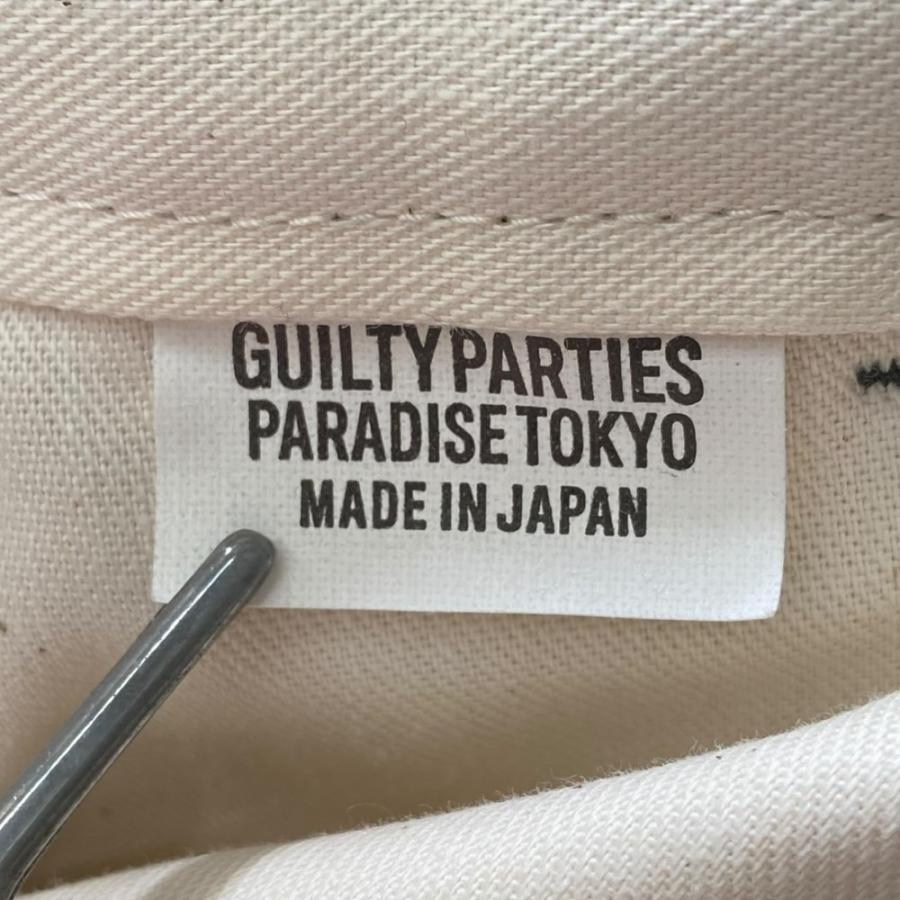 GUILTY PARTIES
PARADISE TOKYO
MADE IN JAPAN